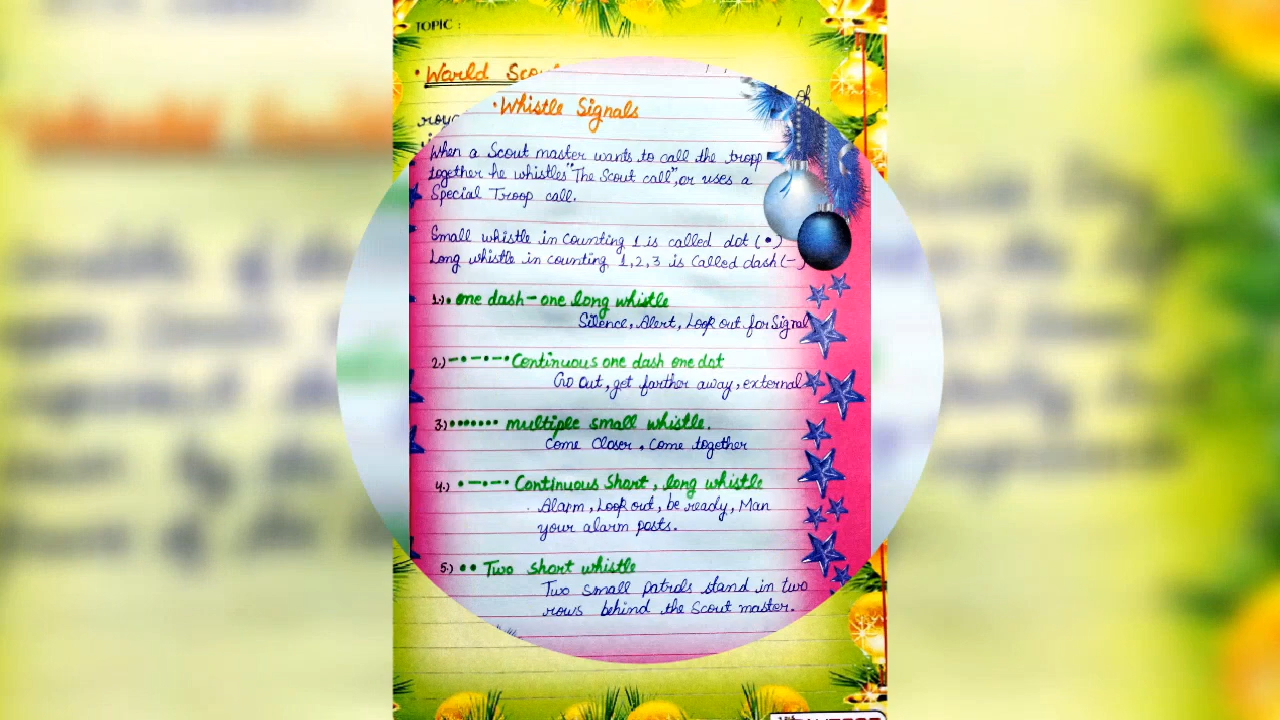 TOPIC :
• World Scou
• Whistle Signals
of
When a Scout master wants to call the tropp
together he whistles "The Scout call", or uses a
Special Troop call.
Small whistle in counting 1 is called dot (•)
Long whistle in counting 1,2,3 is called dash (–)
1.) • one dash – one long whistle
Silence, Alert, Look out for Signal
2.) –•–•–• Continuous one dash one dot
Go Out, get farther away, external
3.) ••••••• multiple small whistle.
Come Closer, Come together
4.) •–•–• Continuous Short, long whistle
Alarm, Look out, be ready, Man
your alarm posts.
5.) •• Two short whistle
Two small patrols stand in two
rows behind the Scout master.